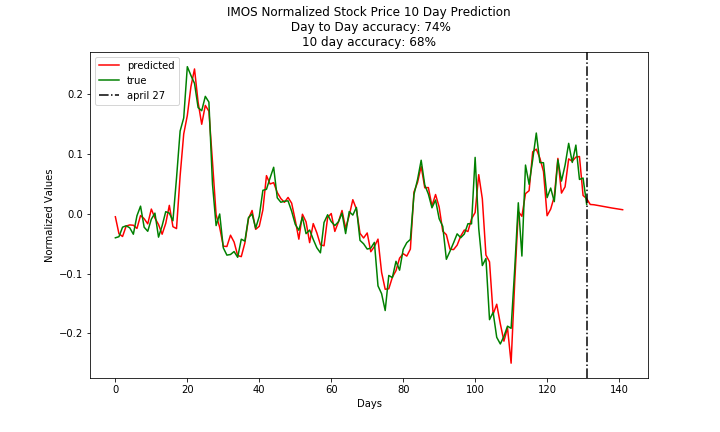 IMOS Normalized Stock Price 10 Day Prediction
Day to Day accuracy: 74%
10 day accuracy: 68%
predicted
true
april 27
Normalized Values
0.2
0.1
0.0
−0.1
−0.2
0 20 40 60 80 100 120 140
Days